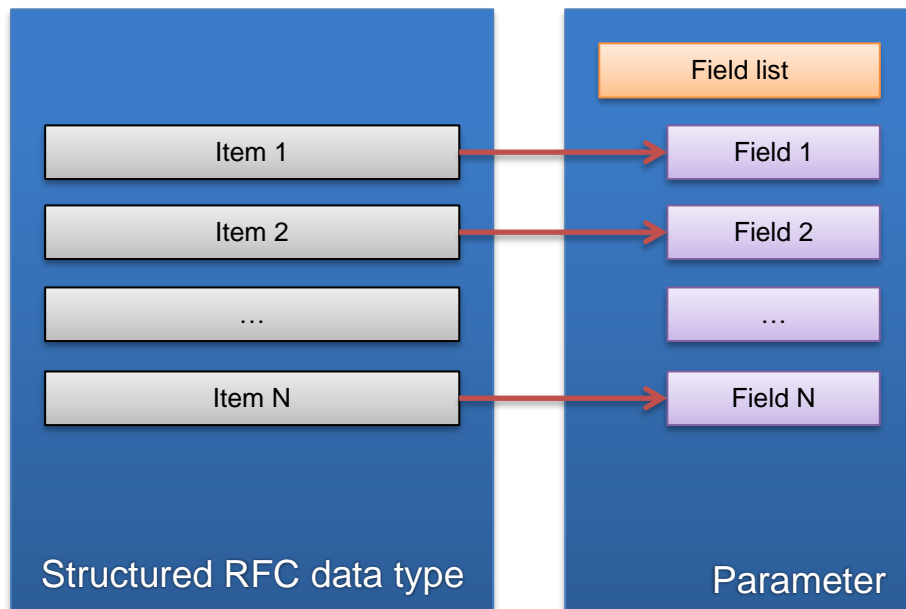 Field list
Item 1
Field 1
Item 2
Field 2
…
…
Item N
Field N
Structured RFC data type
Parameter